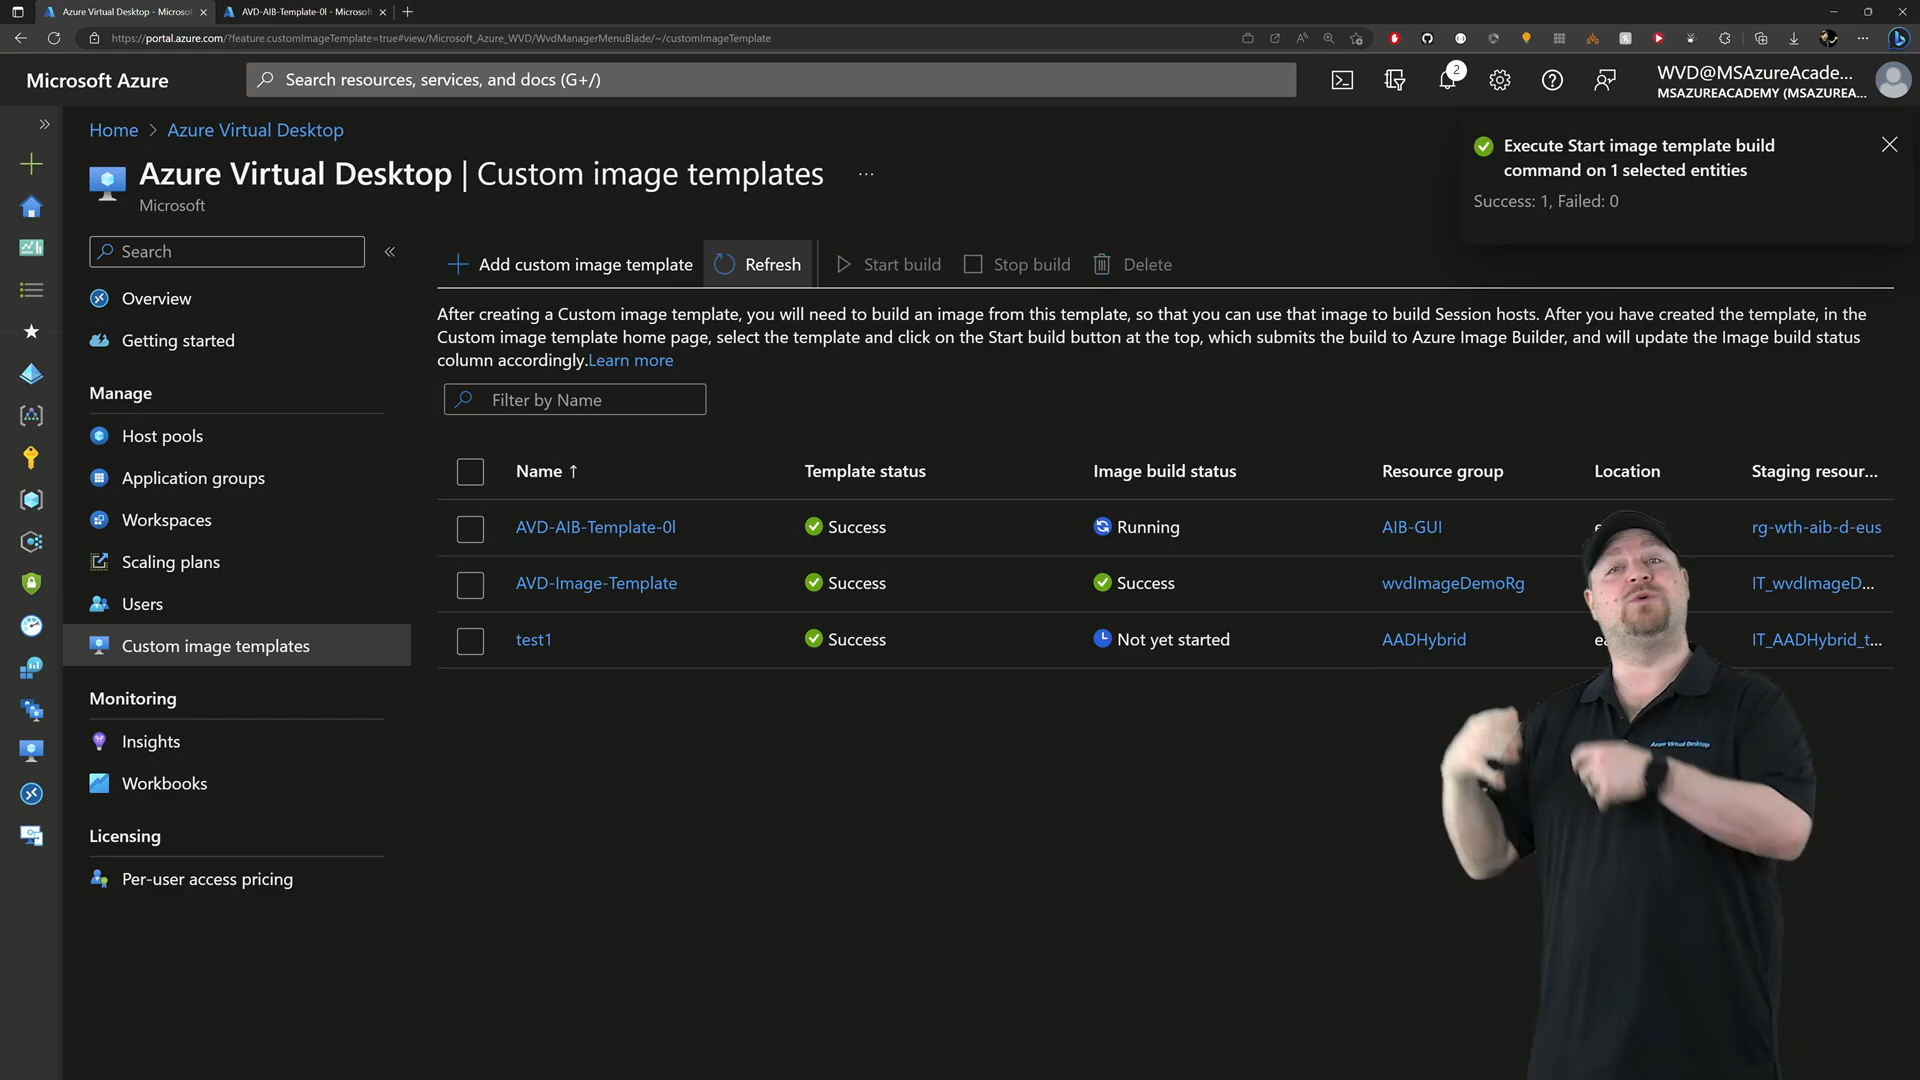 Azure Virtual Desktop - Microsof
AVD-AIB-Template-0l - Microsoft
https://portal.azure.com/?feature.customImageTemplate=true#view/Microsoft_Azure_WVD/WvdManagerMenuBlade/~/customImageTemplate
Microsoft Azure
Search resources, services, and docs (G+/)
2
WVD@MSAzureAcade...
MSAZUREACADEMY (MSAZUREA...
Home > Azure Virtual Desktop
Azure Virtual Desktop | Custom image templates ...
Microsoft
Execute Start image template build
command on 1 selected entities
Success: 1, Failed: 0
Search
Overview
Getting started
Manage
Host pools
Application groups
Workspaces
Scaling plans
Users
Custom image templates
Monitoring
Insights
Workbooks
Licensing
Per-user access pricing
Add custom image template Refresh Start build Stop build Delete
After creating a Custom image template, you will need to build an image from this template, so that you can use that image to build Session hosts. After you have created the template, in the
Custom image template home page, select the template and click on the Start build button at the top, which submits the build to Azure Image Builder, and will update the Image build status
column accordingly.Learn more
Filter by Name
Name ↑ Template status Image build status Resource group Location Staging resour...
AVD-AIB-Template-0l Success Running AIB-GUI rg-wth-aib-d-eus
AVD-Image-Template Success Success wvdImageDemoRg IT_wvdImageD...
test1 Success Not yet started AADHybrid IT_AADHybrid_t...
Azure Virtual Desktop